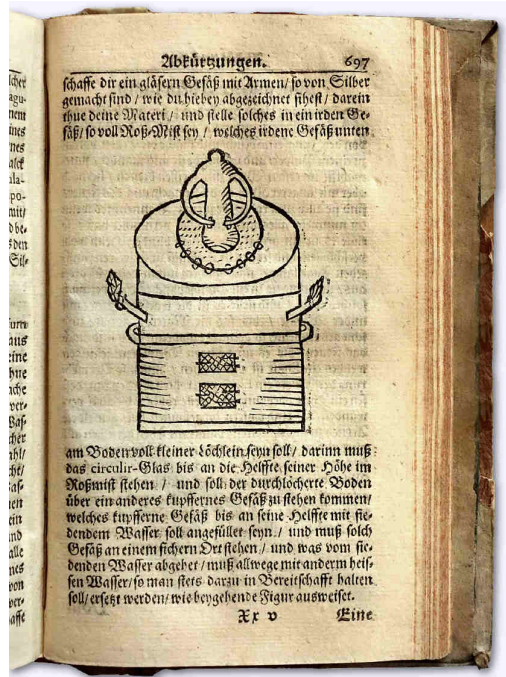 Abkürtzungen. 697
schaffe dir ein gläsern Gefäß mit Armen / so von Silber
gemacht sind / wie du hiebey abgezeichnet sihest / darein
thue deine Materi / und stelle solches in ein irden Ge-
fäß / so voll Roß-Mist sey / welches irdene Gefäß unten
am Boden voll kleiner Löchlein seyn soll / darinn muß
das circulir-Glas bis an die Helffte seiner Höhe im
Roßmist stehen / und soll der durchlöcherte Boden
über ein anderes kupffernes Gefäß zu stehen kommen /
welches kupfferne Gefäß bis an seine Helffte mit sie-
dendem Wasser soll angefüllet seyn / und muß solch
Gefäß an einem sichern Ort stehen / und was vom sie-
denden Wasser abgehet / muß allwege mit anderm heis-
sen Wasser / so man stets darzu in Bereitschafft halten
soll / ersetzt werden / wie beygehende Figur ausweiset.
Xx v Eine